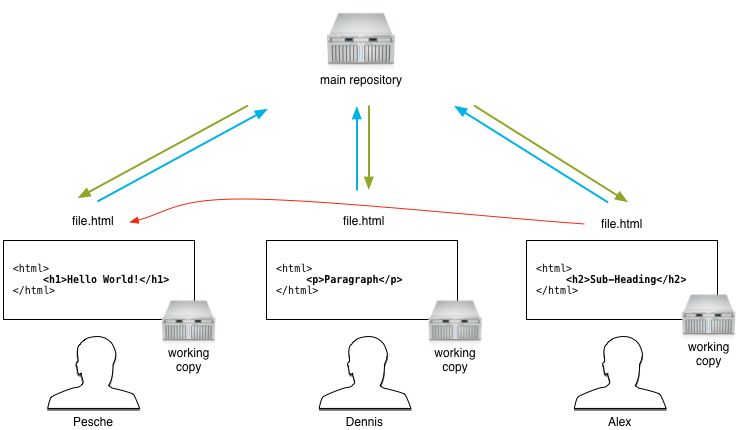 main repository
file.html
file.html
file.html
<html>
<h1>Hello World!</h1>
</html>
<html>
<p>Paragraph</p>
</html>
<html>
<h2>Sub-Heading</h2>
</html>
working
copy
working
copy
working
copy
Pesche
Dennis
Alex